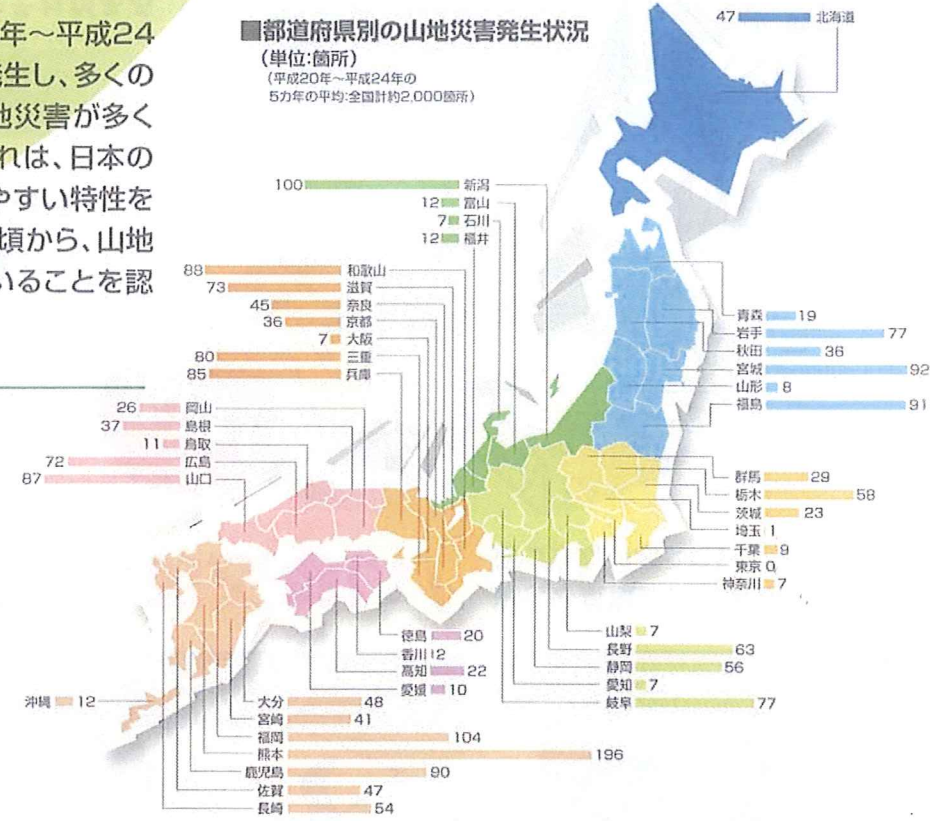 年～平成24
発生し、多くの
地災害が多く
れは、日本の
やすい特性を
頃から、山地
いることを認
■都道府県別の山地災害発生状況
（単位：箇所）
（平成20年～平成24年の
5カ年の平均：全国計約2,000箇所）
47 北海道
100 新潟
12 富山
7 石川
12 福井
88 和歌山
73 滋賀
45 奈良
36 京都
7 大阪
80 三重
85 兵庫
青森 19
岩手 77
秋田 36
宮城 92
山形 8
福島 91
26 岡山
37 島根
11 鳥取
72 広島
87 山口
群馬 29
栃木 58
茨城 23
埼玉 1
千葉 9
東京 0
神奈川 7
徳島 20
香川 2
高知 22
愛媛 10
山梨 7
長野 63
静岡 56
愛知 7
岐阜 77
沖縄 12
大分 48
宮崎 41
福岡 104
熊本 196
鹿児島 90
佐賀 47
長崎 54